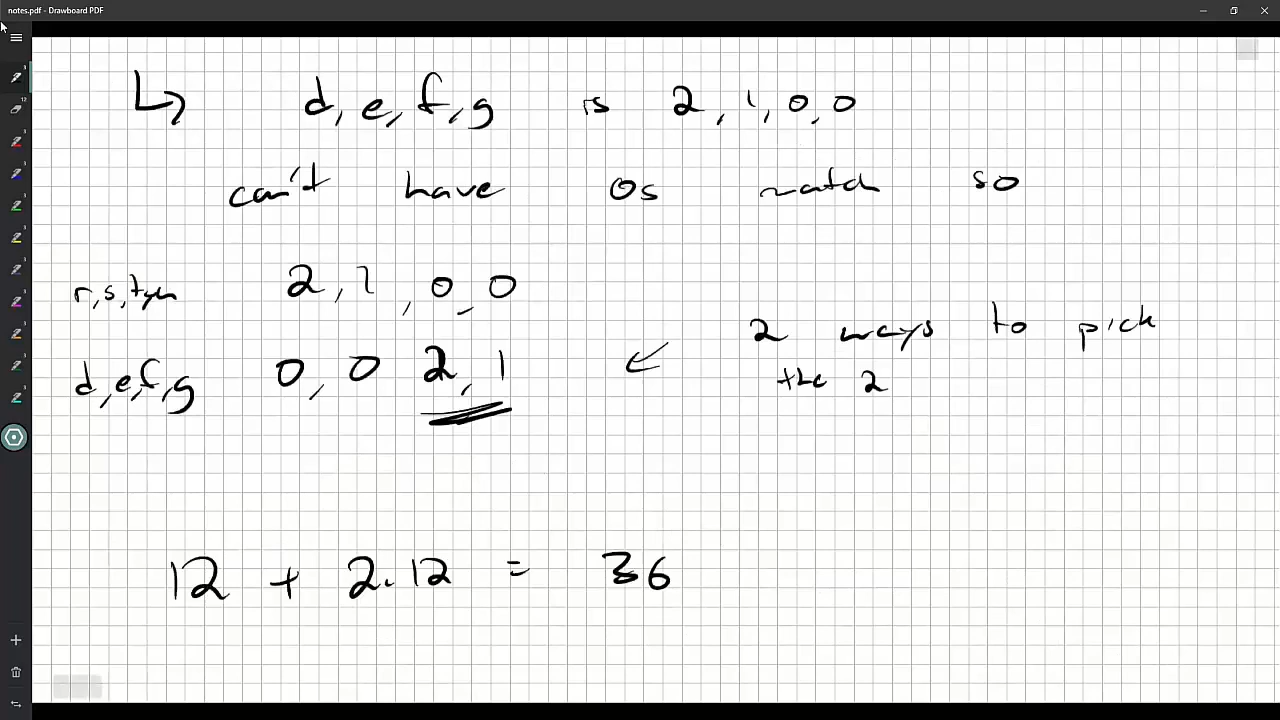 notes.pdf - Drawboard PDF
↳ d, e, f, g is 2, 1, 0, 0
can't have 0s match so
r, s, t, u 2, 1, 0, 0
d, e, f, g 0, 0 2, 1 ← 2 ways to pick
the 2
12 + 2.12 = 36